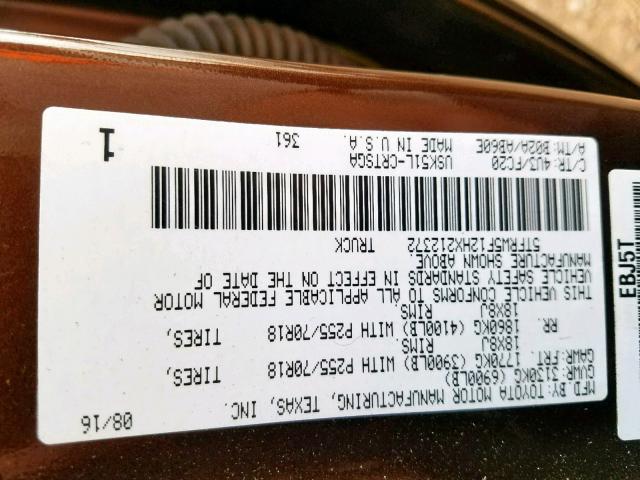 MFD BY: TOYOTA MOTOR MANUFACTURING, TEXAS, INC. 08/16
GVWR: 3130KG (6900LB)
GAWR: FRT. 1770KG (3900LB) WITH P255/70R18 TIRES,
18X8J RIMS
RR. 1860KG (4100LB) WITH P255/70R18 TIRES,
18X8J RIMS
THIS VEHICLE CONFORMS TO ALL APPLICABLE FEDERAL MOTOR
VEHICLE SAFETY STANDARDS IN EFFECT ON THE DATE OF
MANUFACTURE SHOWN ABOVE.
5TFRW5F12HX212372 TRUCK
C/TR: 4U3/FC20 USK51L-CRTSGA 361 1
A/TM: B02A/AB60E MADE IN U.S.A.
EBJ5T